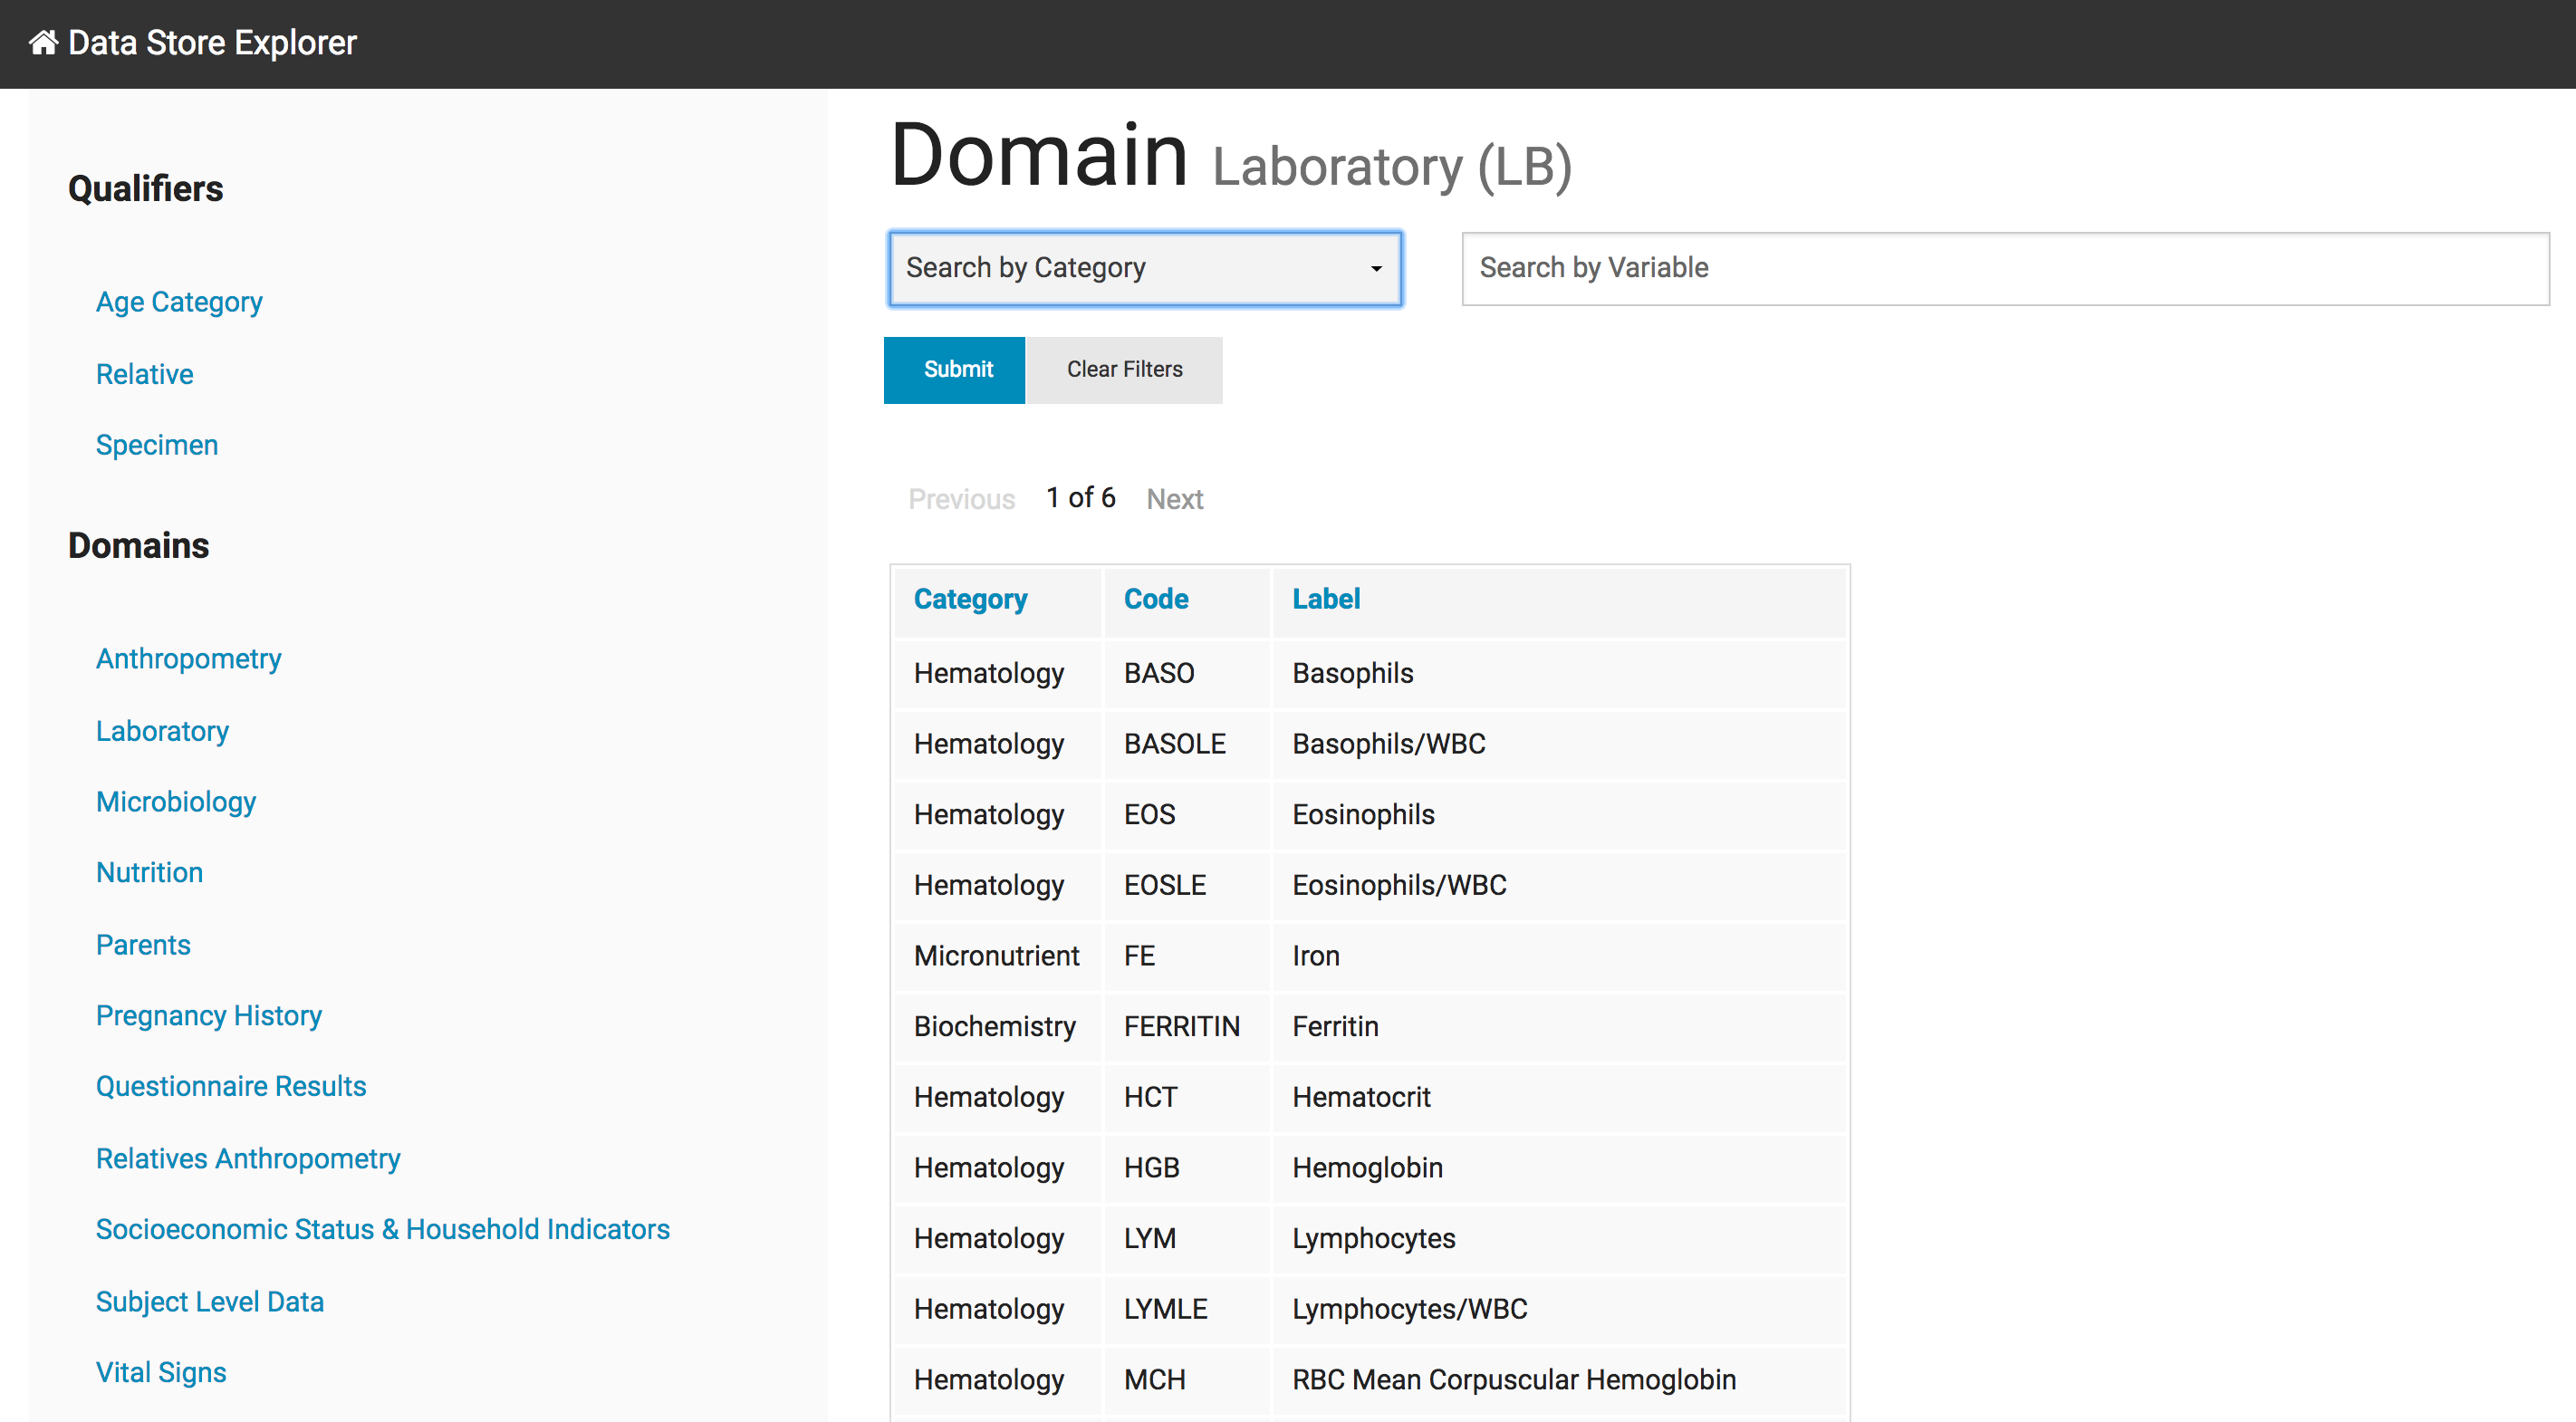 Data Store Explorer
Qualifiers
Age Category
Relative
Specimen
Domains
Anthropometry
Laboratory
Microbiology
Nutrition
Parents
Pregnancy History
Questionnaire Results
Relatives Anthropometry
Socioeconomic Status & Household Indicators
Subject Level Data
Vital Signs
Domain Laboratory (LB)
Search by Category Search by Variable
Submit Clear Filters
Previous 1 of 6 Next
Category Code Label
Hematology BASO Basophils
Hematology BASOLE Basophils/WBC
Hematology EOS Eosinophils
Hematology EOSLE Eosinophils/WBC
Micronutrient FE Iron
Biochemistry FERRITIN Ferritin
Hematology HCT Hematocrit
Hematology HGB Hemoglobin
Hematology LYM Lymphocytes
Hematology LYMLE Lymphocytes/WBC
Hematology MCH RBC Mean Corpuscular Hemoglobin